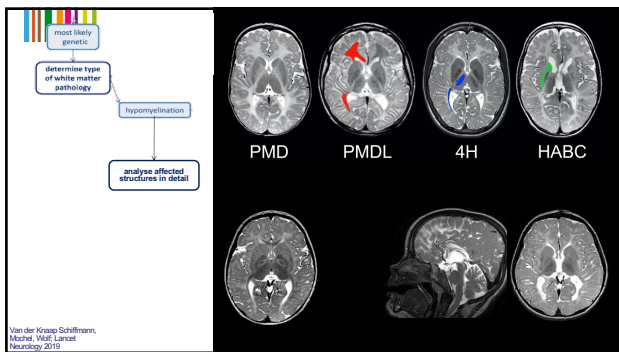 most likely
genetic
determine type
of white matter
pathology
hypomyelination
analyse affected
structures in detail
PMD
PMDL
4H
HABC
Van der Knaap Schiffmann,
Mochel, Wolf; Lancet
Neurology 2019